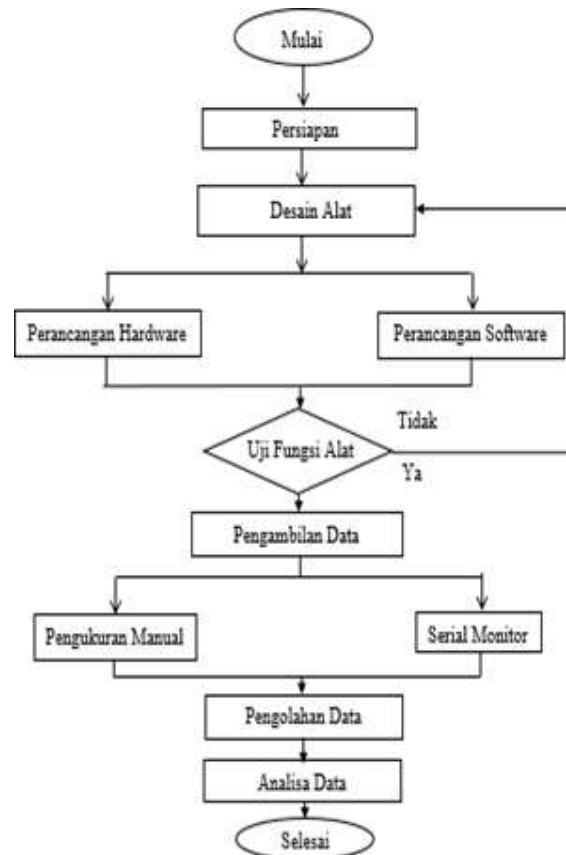 Mulai
Persiapan
Desain Alat
Perancangan Hardware
Perancangan Software
Uji Fungsi Alat
Tidak
Ya
Pengambilan Data
Pengukuran Manual
Serial Monitor
Pengolahan Data
Analisa Data
Selesai